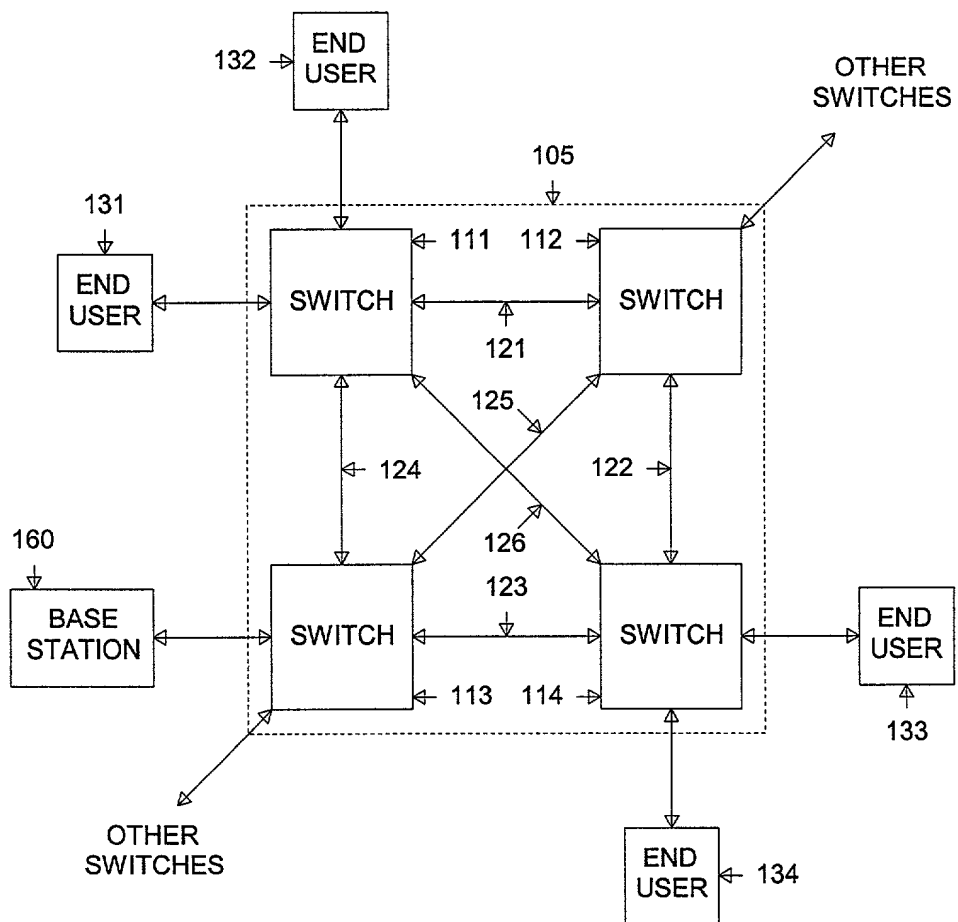 END
USER
132
OTHER
SWITCHES
105
131
END
USER
SWITCH
111
112
SWITCH
121
125
124
122
126
160
BASE
STATION
SWITCH
123
SWITCH
END
USER
113
114
133
OTHER
SWITCHES
END
USER
134